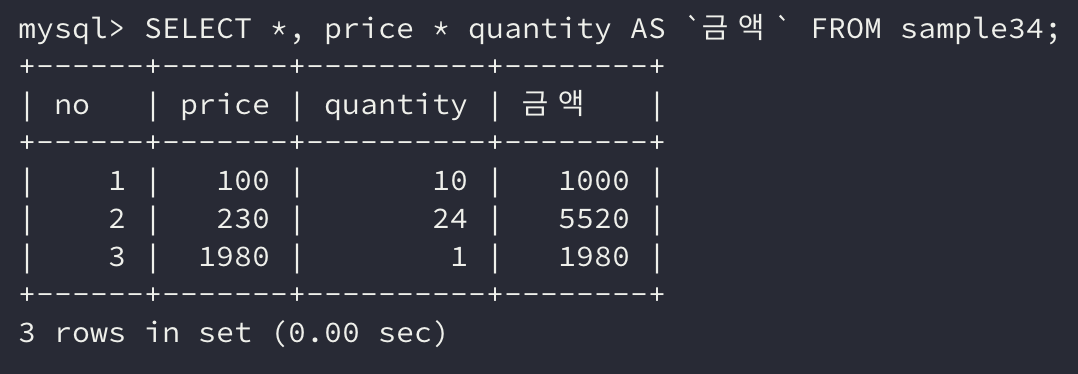 mysql> SELECT *, price * quantity AS `금액` FROM sample34;
+------+-------+----------+--------+
| no   | price | quantity | 금액   |
+------+-------+----------+--------+
|    1 |   100 |       10 |   1000 |
|    2 |   230 |       24 |   5520 |
|    3 |  1980 |        1 |   1980 |
+------+-------+----------+--------+
3 rows in set (0.00 sec)